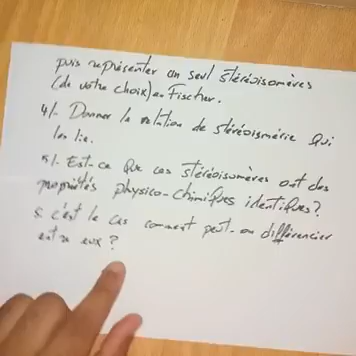 puis représenter un seul stéréoisomères
(de votre choix) en Fischer.
4/. Donner la relation de stéréoisomérie qui
les lie.
5/. Est-ce que ces stéréoisomères ont des
propriétés physico-chimiques identiques?
si c'est le cas comment peut-on différencier
entre eux ?